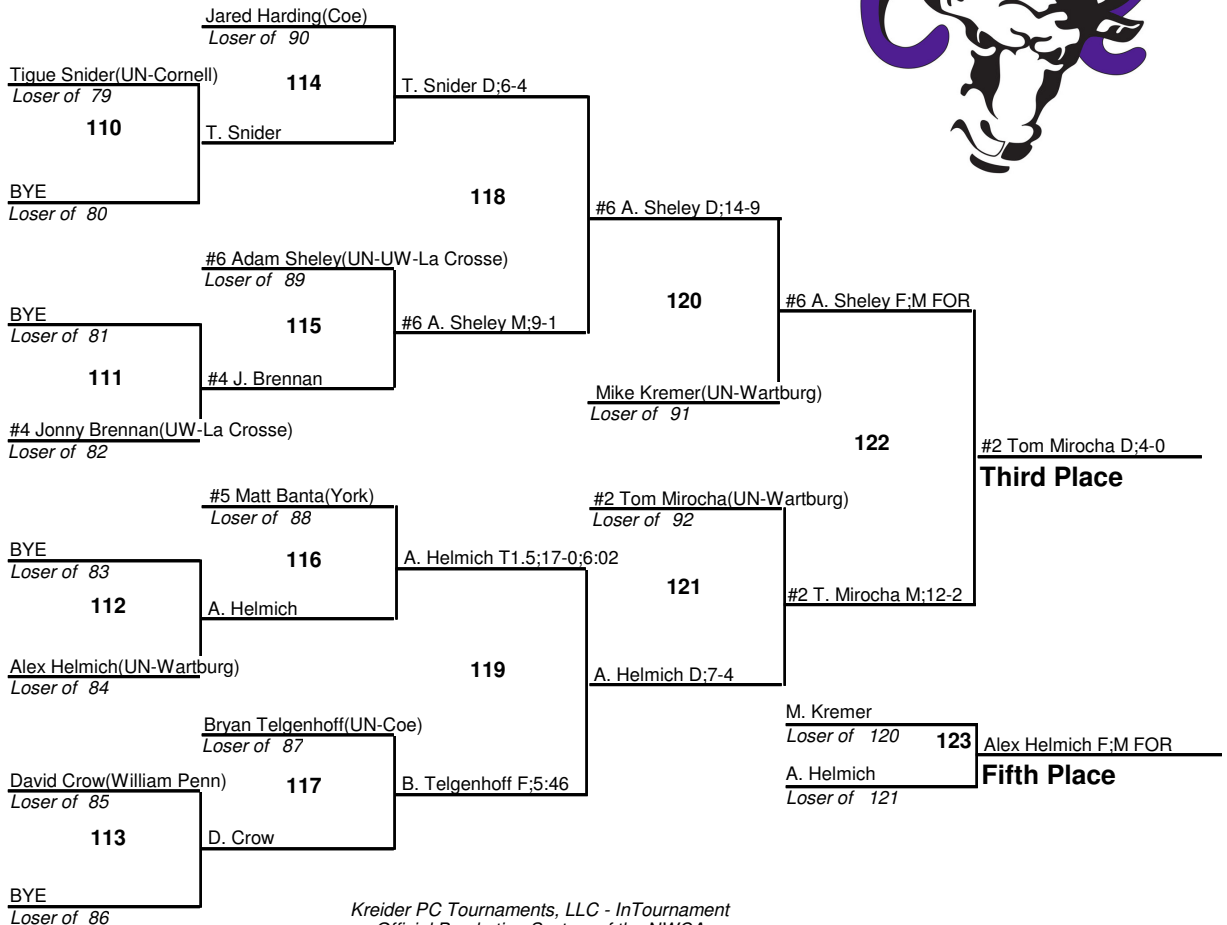 Jared Harding(Coe)
Loser of 90
Tigue Snider(UN-Cornell)
Loser of 79
114
T. Snider D;6-4
110
T. Snider
BYE
Loser of 80
118
#6 A. Sheley D;14-9
#6 Adam Sheley(UN-UW-La Crosse)
Loser of 89
120
#6 A. Sheley F;M FOR
BYE
Loser of 81
115
#6 A. Sheley M;9-1
111
#4 J. Brennan
Mike Kremer(UN-Wartburg)
Loser of 91
#4 Jonny Brennan(UW-La Crosse)
Loser of 82
122
#2 Tom Mirocha D;4-0
Third Place
#5 Matt Banta(York)
Loser of 88
#2 Tom Mirocha(UN-Wartburg)
Loser of 92
BYE
Loser of 83
116
A. Helmich T1.5;17-0;6:02
121
112
A. Helmich
#2 T. Mirocha M;12-2
Alex Helmich(UN-Wartburg)
Loser of 84
119
A. Helmich D;7-4
Bryan Telgenhoff(UN-Coe)
Loser of 87
M. Kremer
Loser of 120
123
Alex Helmich F;M FOR
Fifth Place
David Crow(William Penn)
Loser of 85
117
B. Telgenhoff F;5:46
A. Helmich
Loser of 121
113
D. Crow
BYE
Loser of 86
Kreider PC Tournaments, LLC - InTournament